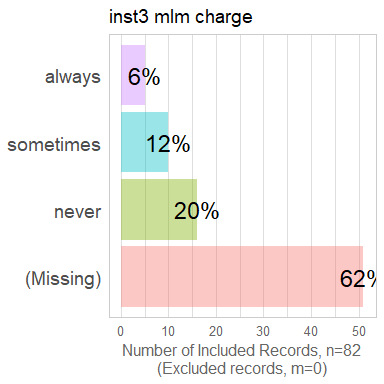 inst3 mlm charge
always
6%
sometimes
12%
never
20%
(Missing)
62%
0 10 20 30 40 50
Number of Included Records, n=82
(Excluded records, m=0)